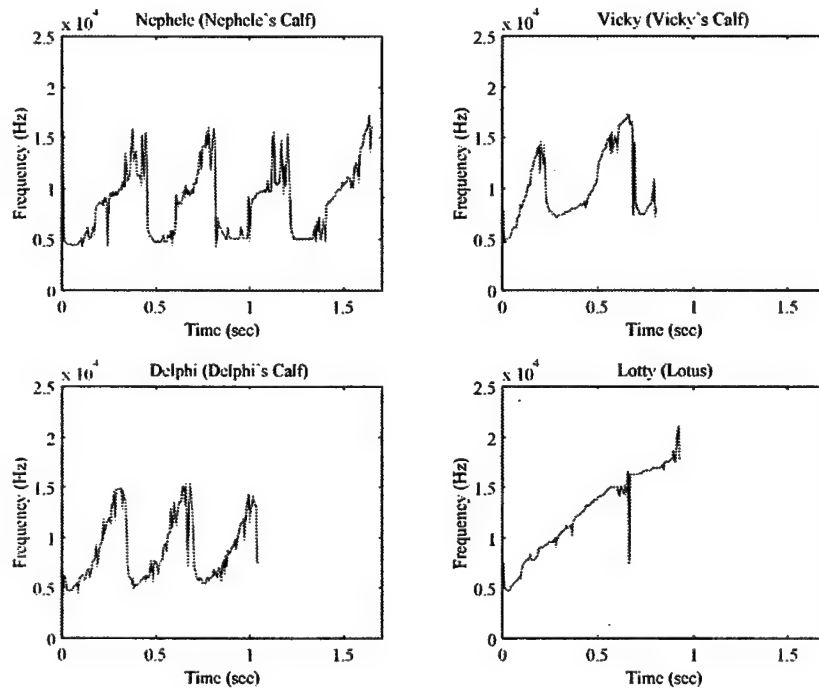 Nephele (Nephele`s Calf)
x 10^4
2.5
2
1.5
1
0.5
0
0 0.5 1 1.5
Frequency (Hz)
Time (sec)
Vicky (Vicky`s Calf)
x 10^4
2.5
2
1.5
1
0.5
0
0 0.5 1 1.5
Frequency (Hz)
Time (sec)
Delphi (Delphi`s Calf)
x 10^4
2.5
2
1.5
1
0.5
0
0 0.5 1 1.5
Frequency (Hz)
Time (sec)
Lotty (Lotus)
x 10^4
2.5
2
1.5
1
0.5
0
0 0.5 1 1.5
Frequency (Hz)
Time (sec)